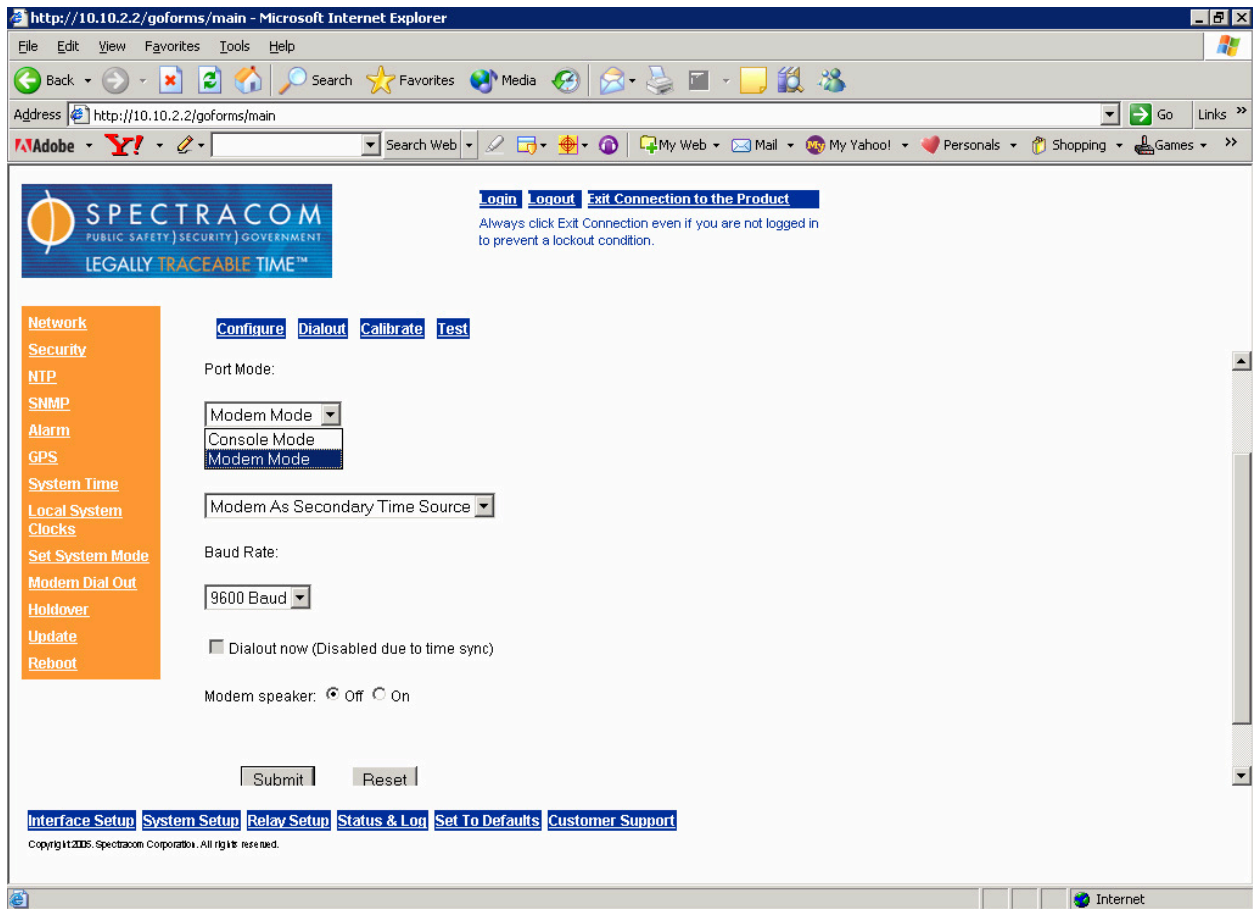 http://10.10.2.2/goforms/main - Microsoft Internet Explorer
File Edit View Favorites Tools Help
Back Search Favorites Media
Address http://10.10.2.2/goforms/main Go Links »
Adobe Y! Search Web My Web Mail My Yahoo! Personals Shopping Games »
SPECTRACOM
PUBLIC SAFETY ) SECURITY ) GOVERNMENT
LEGALLY TRACEABLE TIME™
Login Logout Exit Connection to the Product
Always click Exit Connection even if you are not logged in
to prevent a lockout condition.
Network
Security
NTP
SNMP
Alarm
GPS
System Time
Local System
Clocks
Set System Mode
Modem Dial Out
Holdover
Update
Reboot
Configure Dialout Calibrate Test
Port Mode:
Modem Mode
Console Mode
Modem Mode
Modem As Secondary Time Source
Baud Rate:
9600 Baud
Dialout now (Disabled due to time sync)
Modem speaker: Off On
Submit Reset
Interface Setup System Setup Relay Setup Status & Log Set To Defaults Customer Support
Copyright 2005. Spectracom Corporation. All rights reserved.
Internet